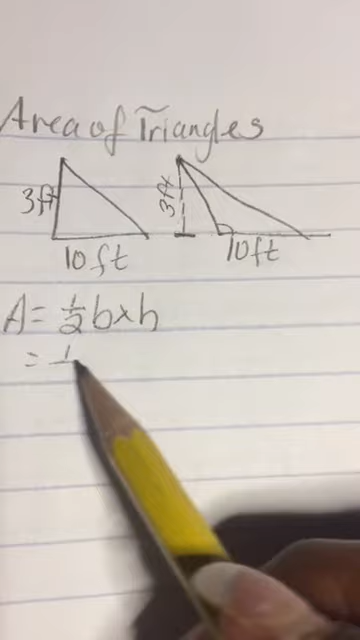 Area of Triangles
3ft 3ft
10ft 10ft
A = 1/2 b x h
= 1